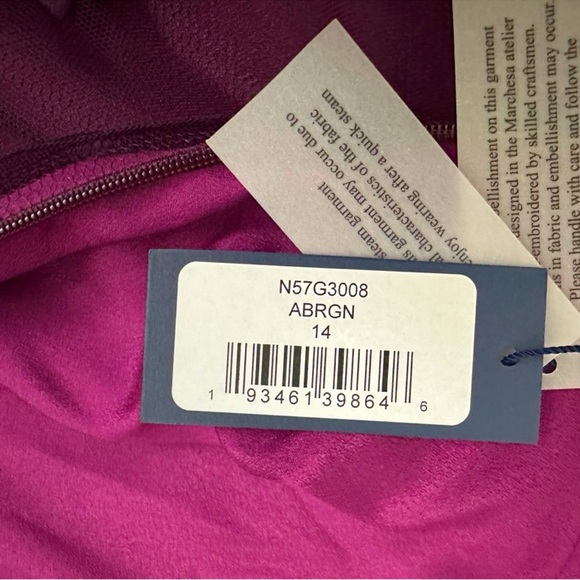 N57G3008
ABRGN
14
1 93461 39864 6
steam garment
garment may occur due to
characteristics of the fabric
enjoy wearing after a quick steam
ellishment on this garment
esigned in the Marchesa atelier
embroidered by skilled craftsmen.
s in fabric and embellishment may occur.
Please handle with care and follow the